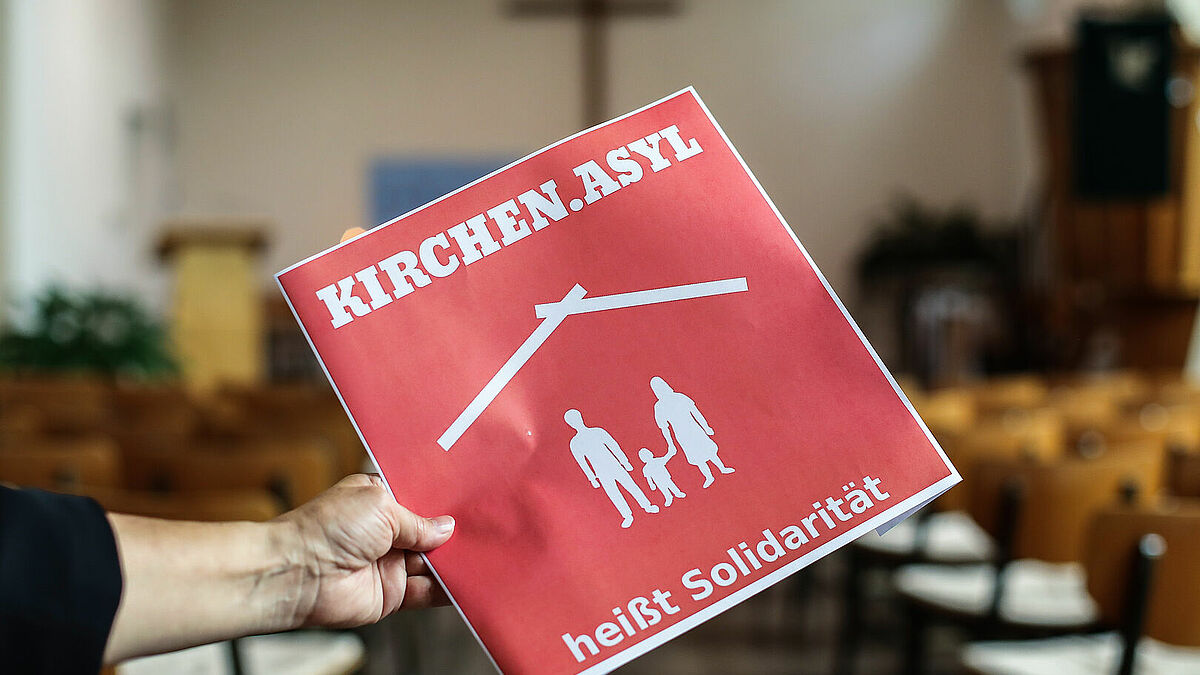 KIRCHEN.ASYL
heißt Solidarität